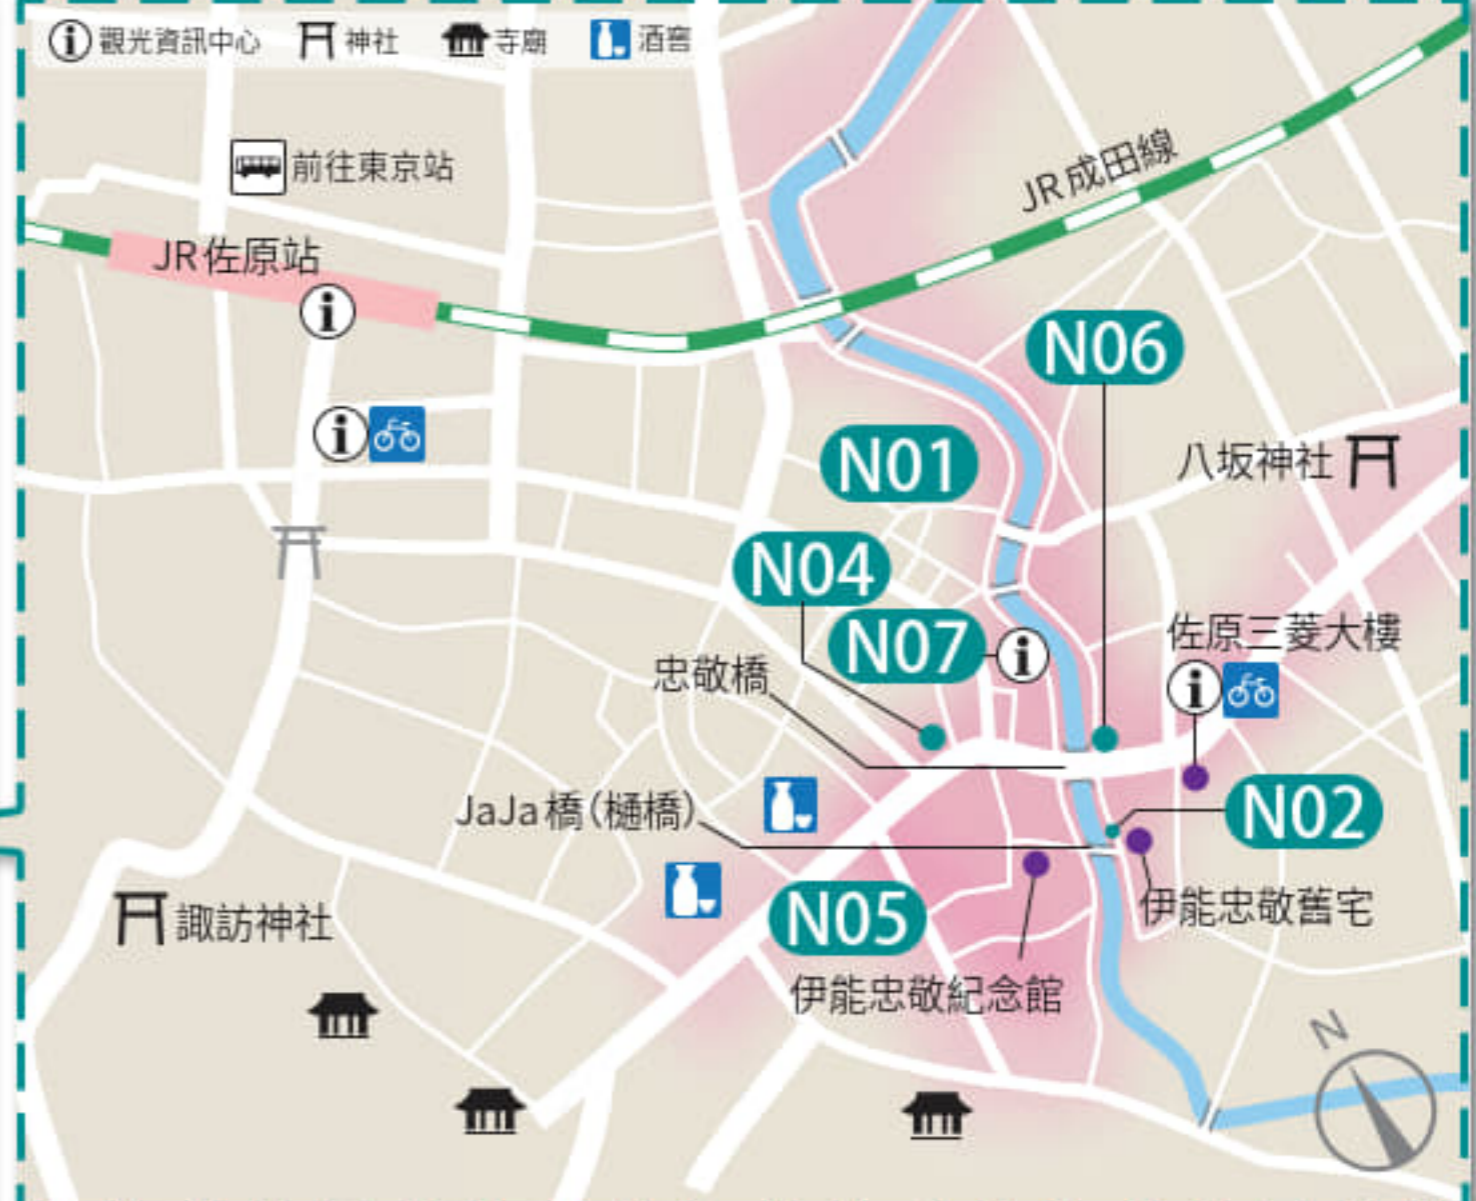 觀光資訊中心 神社 寺廟 酒窖
前往東京站
JR成田線
JR佐原站
N06
N01
八坂神社
N04
佐原三菱大樓
N07
忠敬橋
N02
JaJa橋(樋橋)
伊能忠敬舊宅
N05
諏訪神社
伊能忠敬紀念館
N